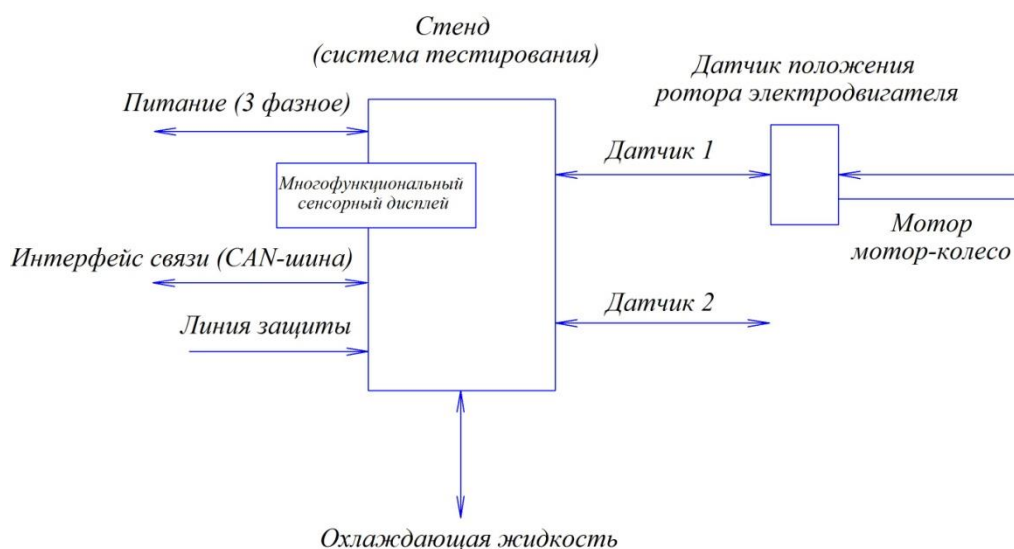 Стенд
(система тестирования)
Датчик положения
ротора электродвигателя
Питание (3 фазное)
Датчик 1
Многофункциональный
сенсорный дисплей
Мотор
мотор-колесо
Интерфейс связи (CAN-шина)
Датчик 2
Линия защиты
Охлаждающая жидкость